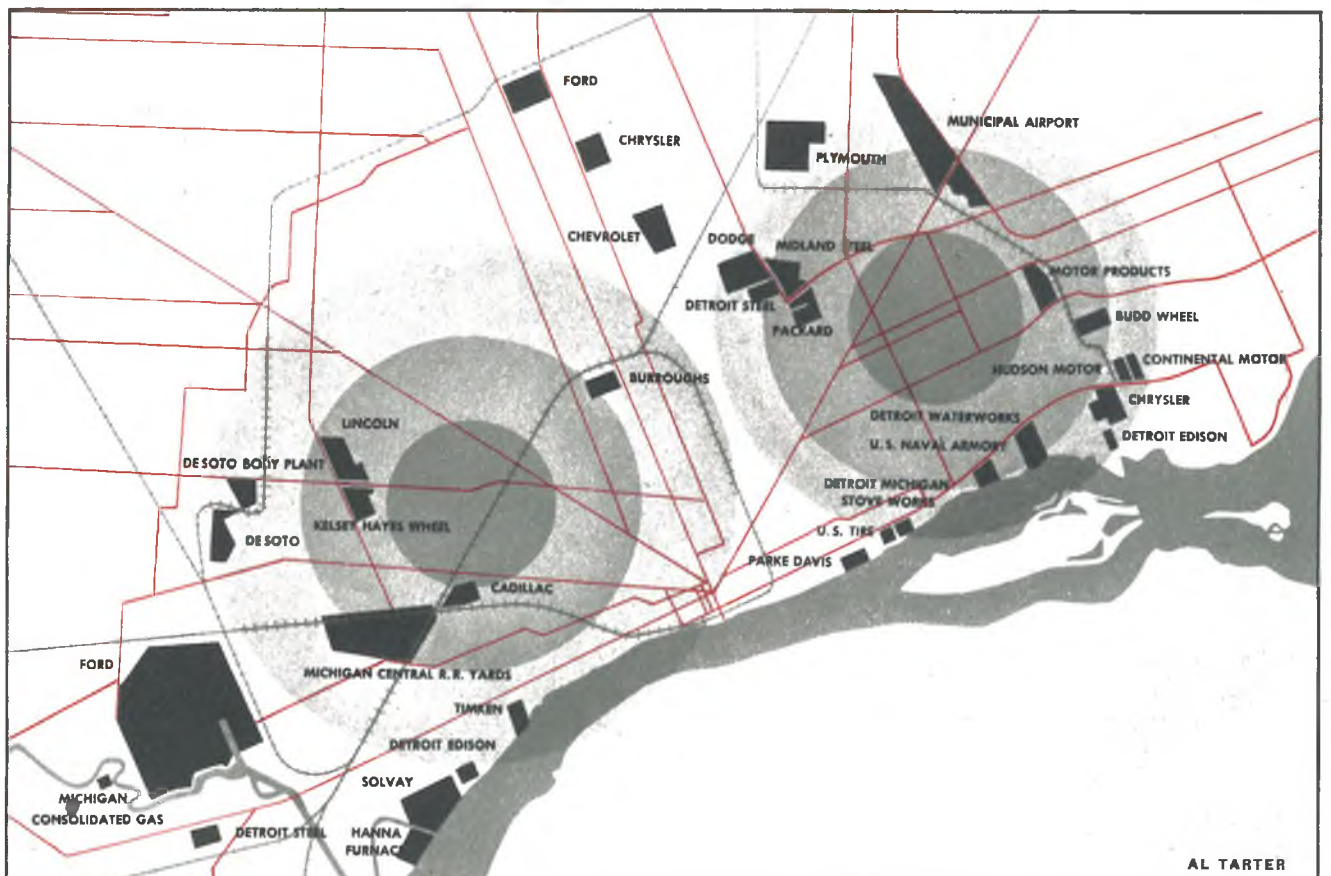 FORD
CHRYSLER
MUNICIPAL AIRPORT
PLYMOUTH
CHEVROLET
DODGE
MIDLAND STEEL
DETROIT STEEL
PACKARD
MOTOR PRODUCTS
BUDD WHEEL
HUDSON MOTOR
CONTINENTAL MOTOR
CHRYSLER
DETROIT WATERWORKS
U.S. NAVAL ARMORY
DETROIT EDISON
BURROUGHS
LINCOLN
DE SOTO BODY PLANT
KELSEY HAYES WHEEL
DE SOTO
DETROIT MICHIGAN
STOVE WORKS
U.S. TIRE
PARKE DAVIS
CADILLAC
FORD
MICHIGAN CENTRAL R.R. YARDS
TIMKEN
DETROIT EDISON
SOLVAY
MICHIGAN
CONSOLIDATED GAS
DETROIT STEEL
HANNA
FURNACE
AL TARTER